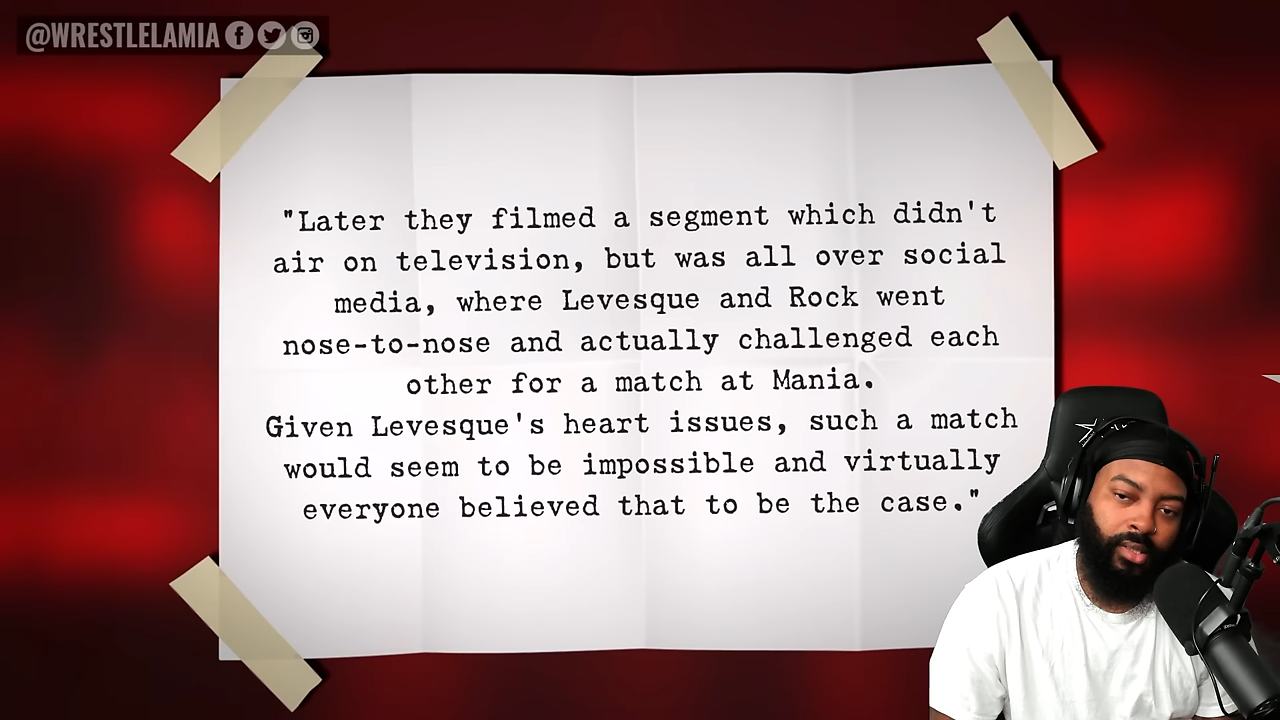 @WRESTLELAMIA
"Later they filmed a segment which didn't
air on television, but was all over social
media, where Levesque and Rock went
nose-to-nose and actually challenged each
other for a match at Mania.
Given Levesque's heart issues, such a match
would seem to be impossible and virtually
everyone believed that to be the case."